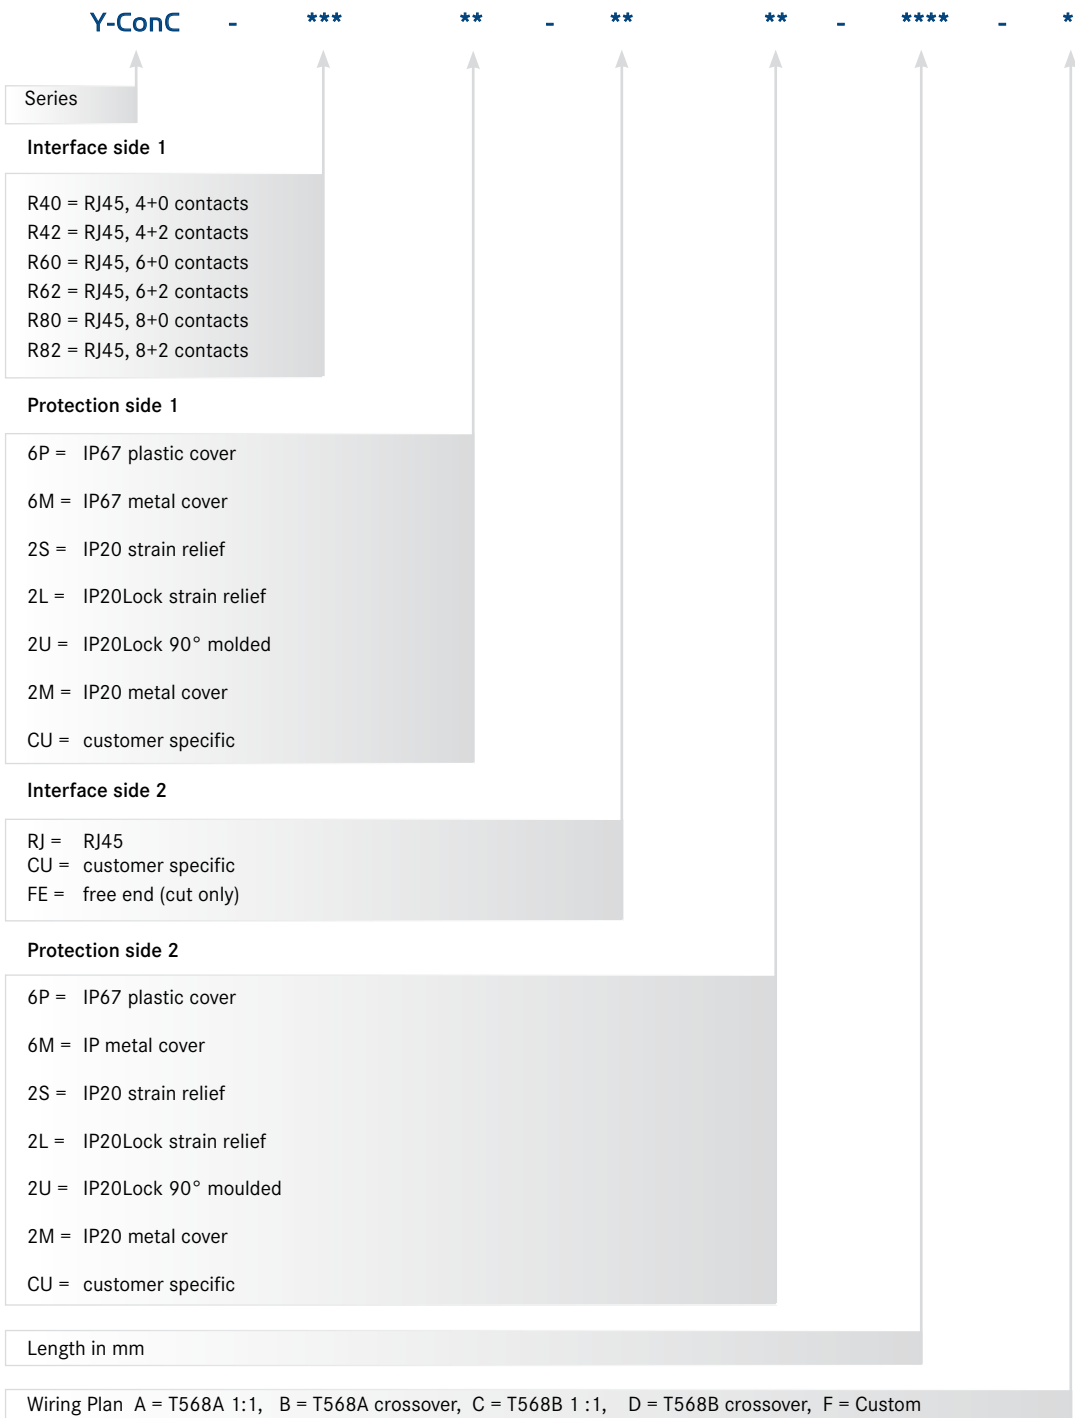 Y-ConC - *** ** - ** ** - **** - *
Series
Interface side 1
R40 = RJ45, 4+0 contacts
R42 = RJ45, 4+2 contacts
R60 = RJ45, 6+0 contacts
R62 = RJ45, 6+2 contacts
R80 = RJ45, 8+0 contacts
R82 = RJ45, 8+2 contacts
Protection side 1
6P = IP67 plastic cover
6M = IP67 metal cover
2S = IP20 strain relief
2L = IP20Lock strain relief
2U = IP20Lock 90° molded
2M = IP20 metal cover
CU = customer specific
Interface side 2
RJ = RJ45
CU = customer specific
FE = free end (cut only)
Protection side 2
6P = IP67 plastic cover
6M = IP metal cover
2S = IP20 strain relief
2L = IP20Lock strain relief
2U = IP20Lock 90° moulded
2M = IP20 metal cover
CU = customer specific
Length in mm
Wiring Plan A = T568A 1:1, B = T568A crossover, C = T568B 1 :1, D = T568B crossover, F = Custom